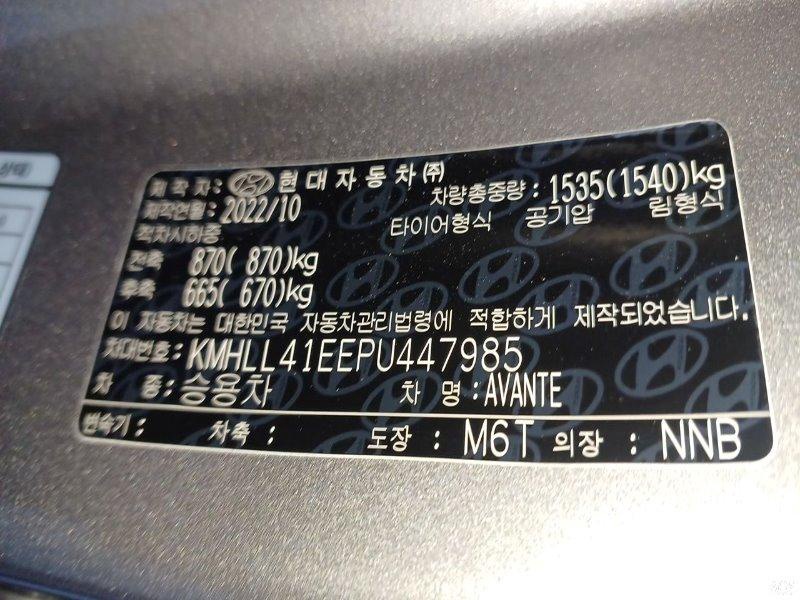 상태)
제 작 자 : 현대자동차(주)
차량총중량 : 1535(1540)kg
제작연월 : 2022/10
타이어형식 공기압 림형식
적차시하중
전축 870( 870)kg
후축 665( 670)kg
이 자동차는 대한민국 자동차관리법령에 적합하게 제작되었습니다.
차대번호: KMHLL41EEPU447985
차 종: 승용차 차 명 : AVANTE
변속기 : 차축 : 도장 : M6T 의장 : NNB